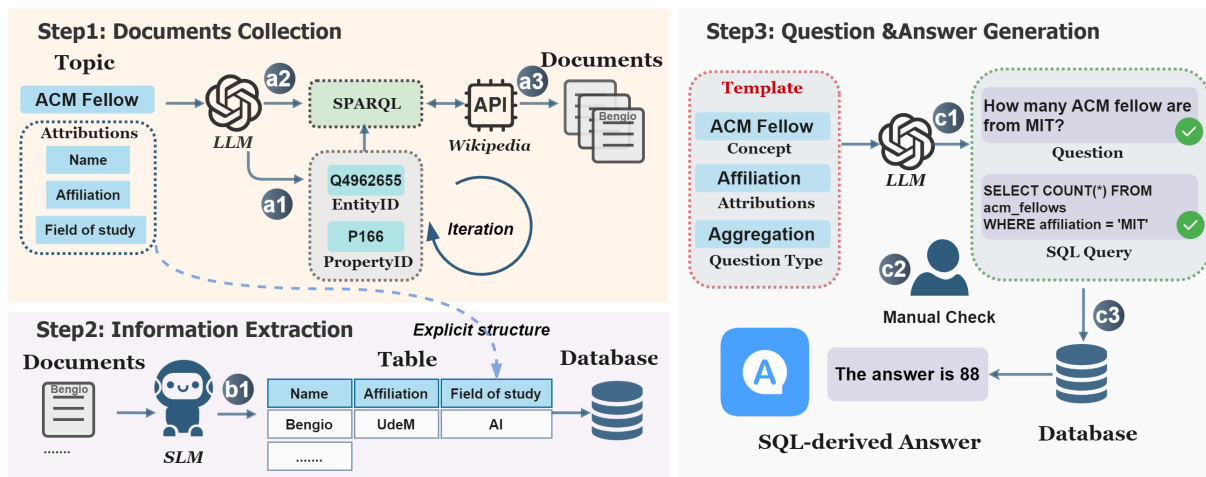 Step1: Documents Collection
Topic
ACM Fellow
Attributions
Name
Affiliation
Field of study
LLM
a2
a1
SPARQL
Q4962655
EntityID
P166
PropertyID
Iteration
API
Wikipedia
a3
Documents
Bengio
Step2: Information Extraction
Explicit structure
Documents
Bengio
.......
SLM
b1
Table
Name Affiliation Field of study
Bengio UdeM AI
.......
Database
Step3: Question &Answer Generation
Template
ACM Fellow
Concept
Affiliation
Attributions
Aggregation
Question Type
LLM
c1
How many ACM fellow are
from MIT?
Question
SELECT COUNT(*) FROM
acm_fellows
WHERE affiliation = 'MIT'
SQL Query
c2
Manual Check
c3
A
The answer is 88
SQL-derived Answer
Database